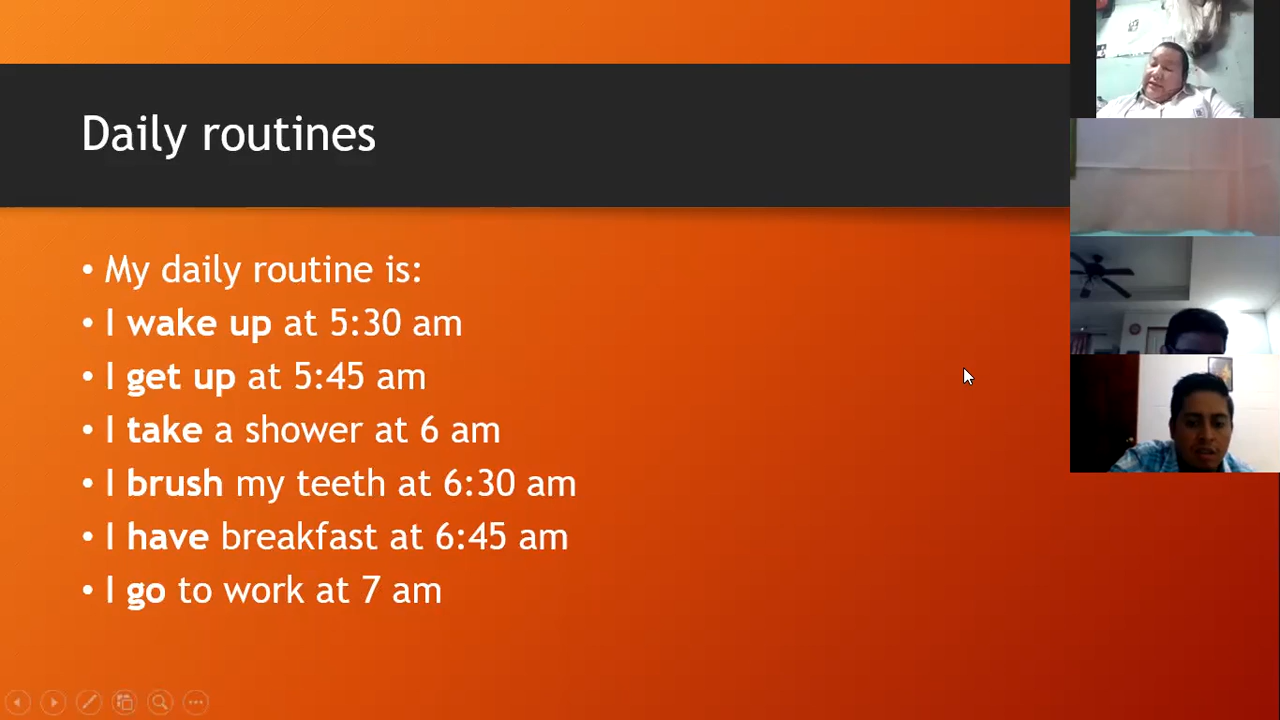 Daily routines
• My daily routine is:
• I wake up at 5:30 am
• I get up at 5:45 am
• I take a shower at 6 am
• I brush my teeth at 6:30 am
• I have breakfast at 6:45 am
• I go to work at 7 am